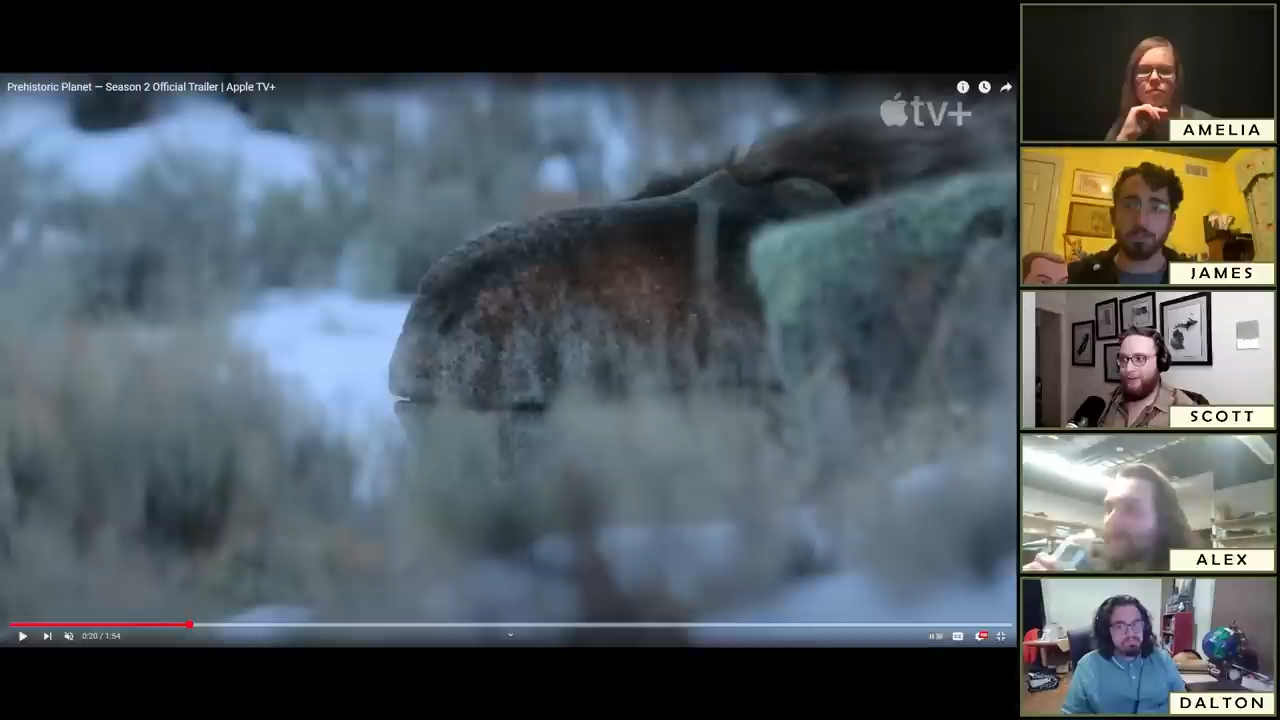 Prehistoric Planet — Season 2 Official Trailer | Apple TV+
tv+
0:20 / 1:54
AMELIA
JAMES
SCOTT
ALEX
DALTON